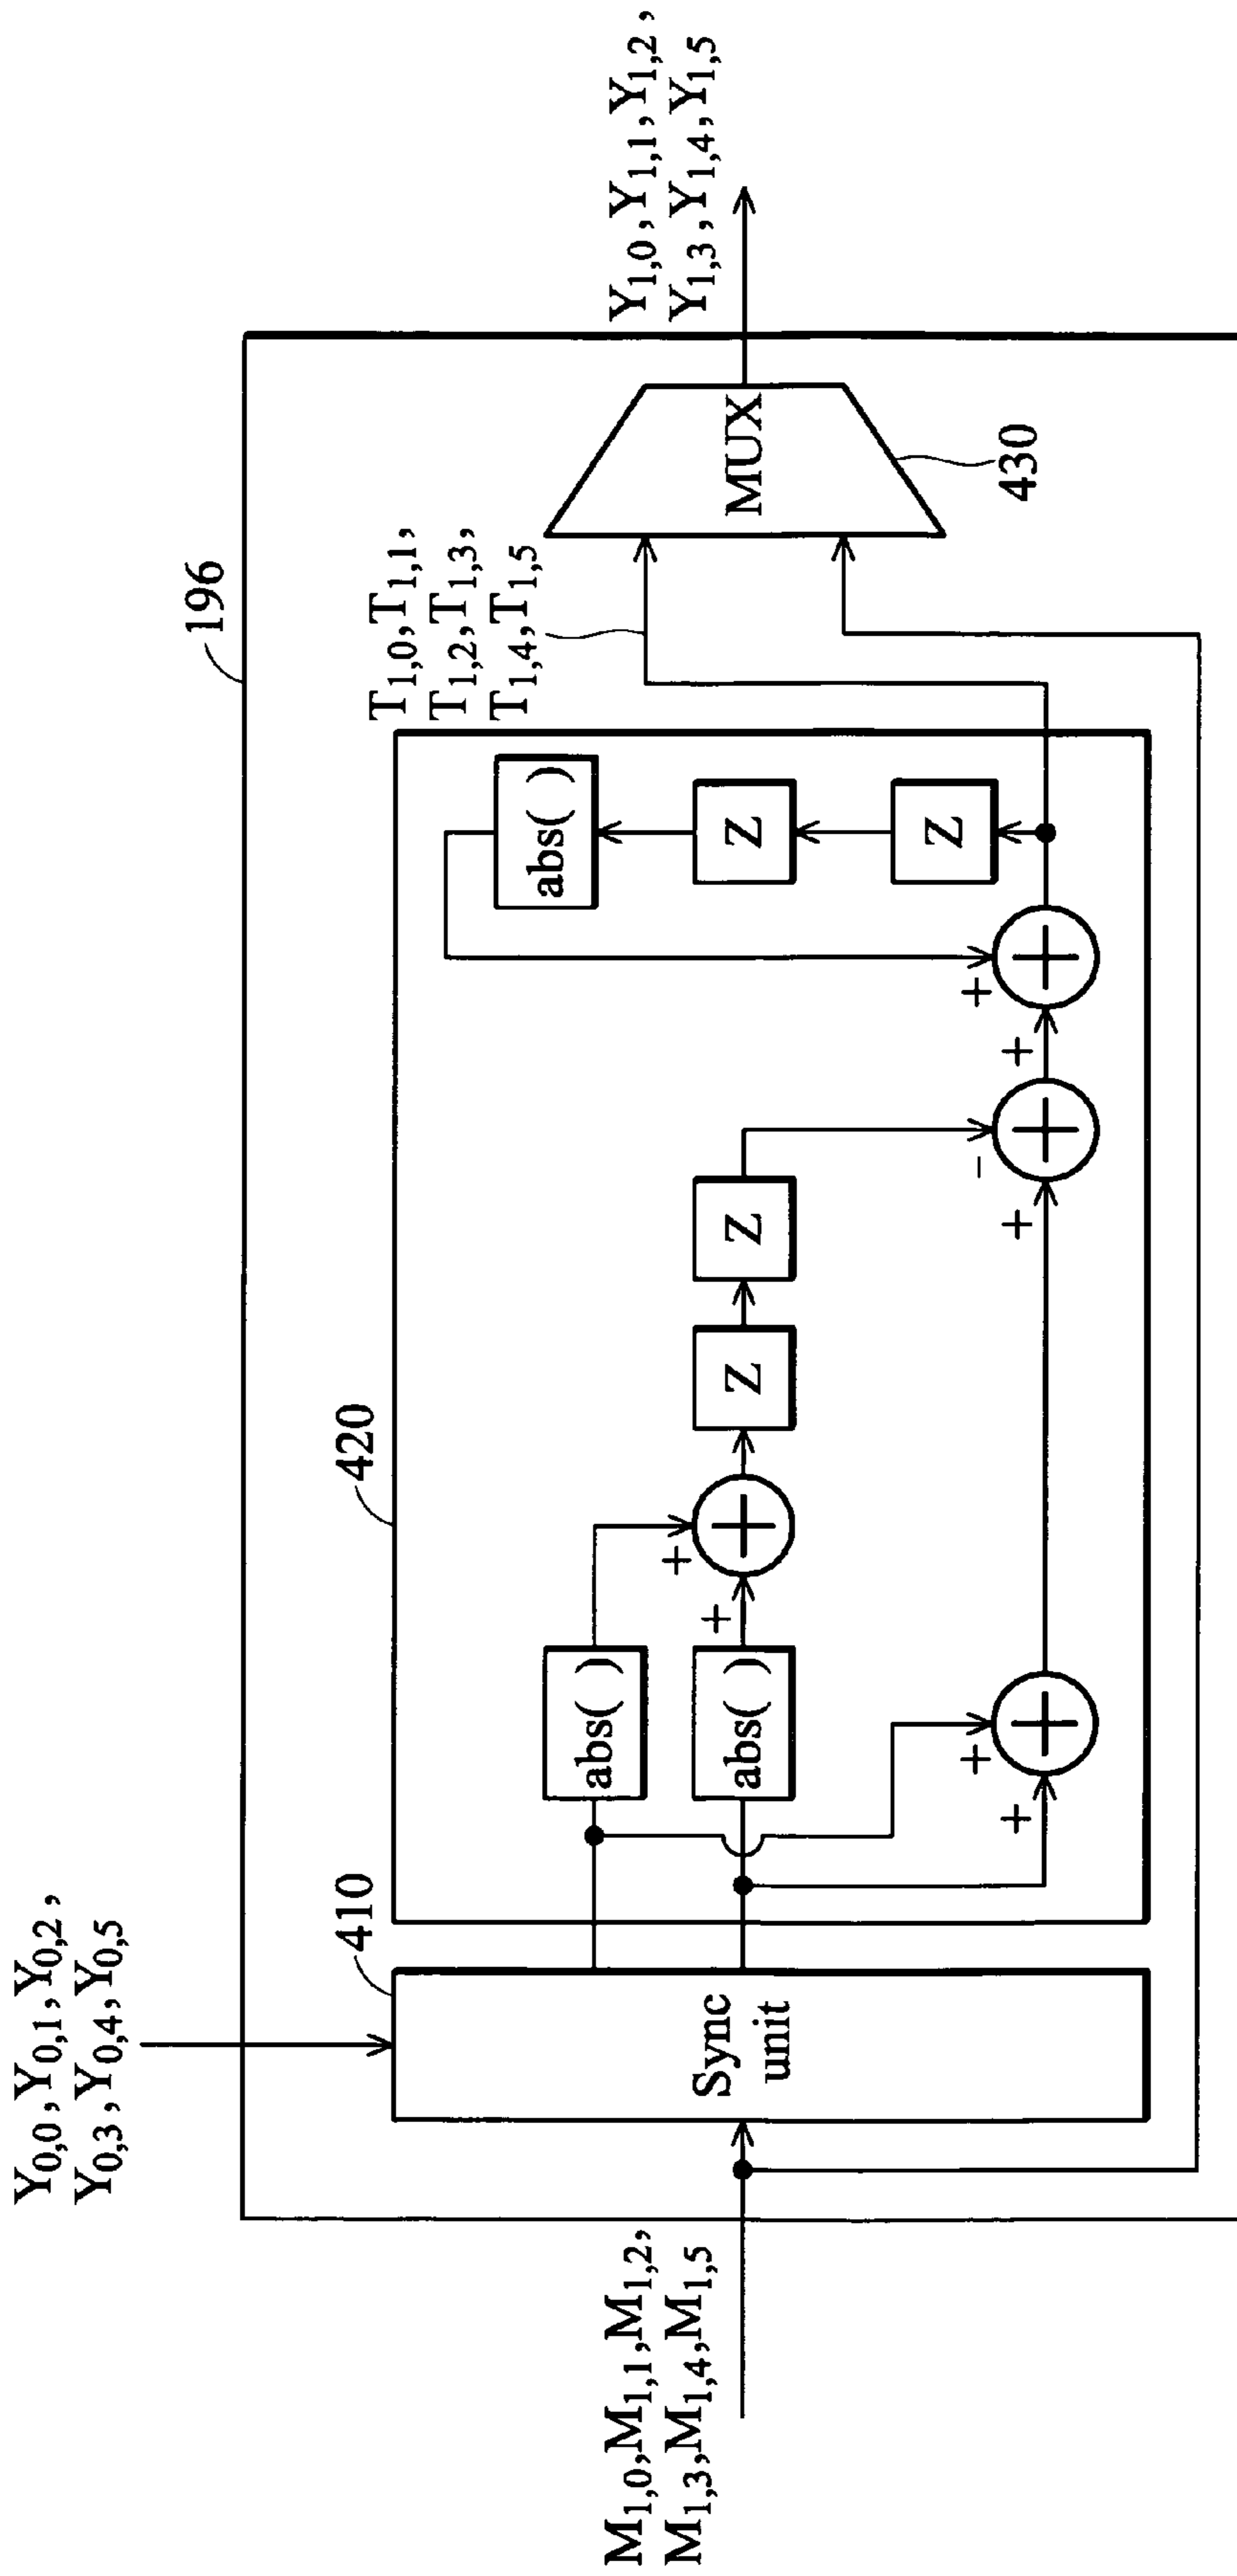 Y0,0,Y0,1,Y0,2,
Y0,3,Y0,4,Y0,5
196
410
420
M1,0,M1,1,M1,2,
M1,3,M1,4,M1,5
Sync
unit
abs( )
abs( )
+
+
+
+
+
+
Z
Z
-
+
+
+
+
+
+
abs( )
Z
Z
T1,0,T1,1,
T1,2,T1,3,
T1,4,T1,5
MUX
430
Y1,0,Y1,1,Y1,2,
Y1,3,Y1,4,Y1,5